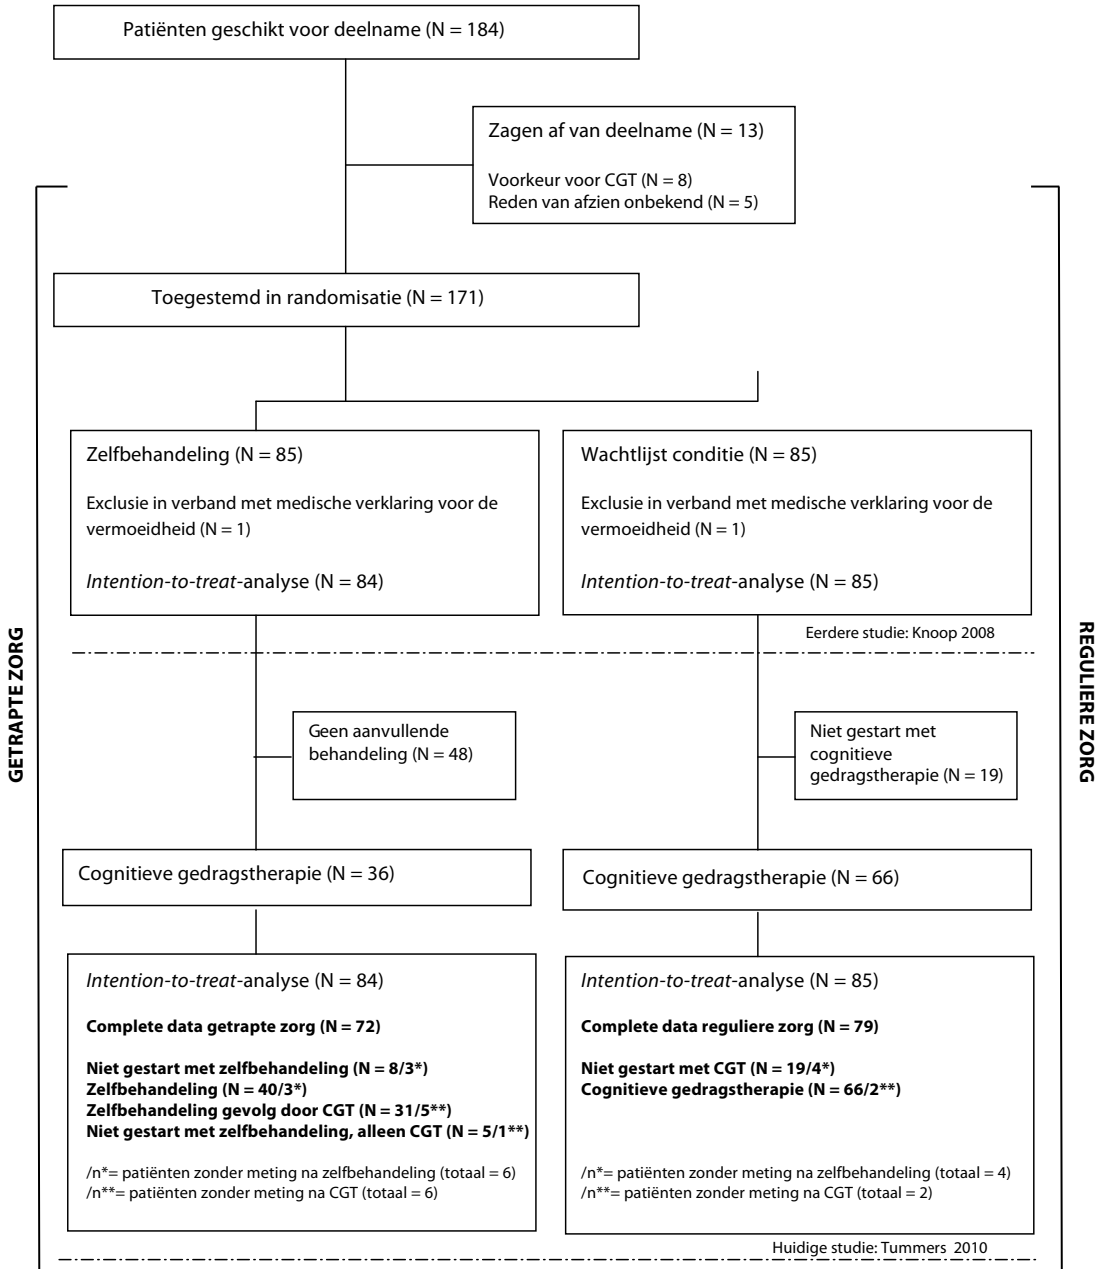 Patiënten geschikt voor deelname (N = 184)
Zagen af van deelname (N = 13)
Voorkeur voor CGT (N = 8)
Reden van afzien onbekend (N = 5)
Toegestemd in randomisatie (N = 171)
Zelfbehandeling (N = 85)
Exclusie in verband met medische verklaring voor de
vermoeidheid (N = 1)
Intention-to-treat-analyse (N = 84)
Wachtlijst conditie (N = 85)
Exclusie in verband met medische verklaring voor de
vermoeidheid (N = 1)
Intention-to-treat-analyse (N = 85)
Eerdere studie: Knoop 2008
GETRAPTE ZORG
REGULIERE ZORG
Geen aanvullende
behandeling (N = 48)
Niet gestart met
cognitieve
gedragstherapie (N = 19)
Cognitieve gedragstherapie (N = 36)
Cognitieve gedragstherapie (N = 66)
Intention-to-treat-analyse (N = 84)
Complete data getrapte zorg (N = 72)
Niet gestart met zelfbehandeling (N = 8/3*)
Zelfbehandeling (N = 40/3*)
Zelfbehandeling gevolg door CGT (N = 31/5**)
Niet gestart met zelfbehandeling, alleen CGT (N = 5/1**)
/n*= patiënten zonder meting na zelfbehandeling (totaal = 6)
/n**= patiënten zonder meting na CGT (totaal = 6)
Intention-to-treat-analyse (N = 85)
Complete data reguliere zorg (N = 79)
Niet gestart met CGT (N = 19/4*)
Cognitieve gedragstherapie (N = 66/2**)
/n*= patiënten zonder meting na zelfbehandeling (totaal = 4)
/n**= patiënten zonder meting na CGT (totaal = 2)
Huidige studie: Tummers 2010